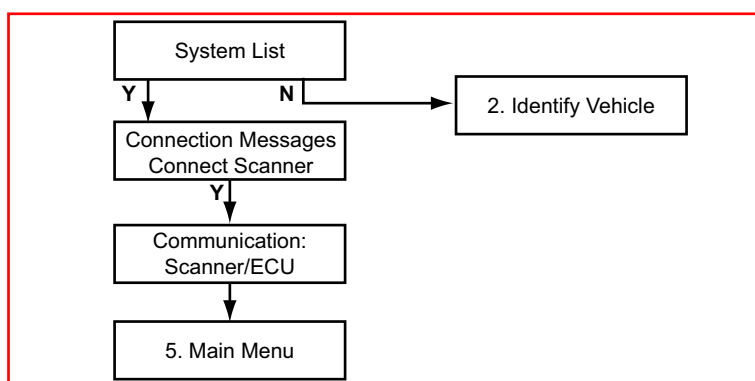 System List
Y
N
2. Identify Vehicle
Connection Messages
Connect Scanner
Y
Communication:
Scanner/ECU
5. Main Menu